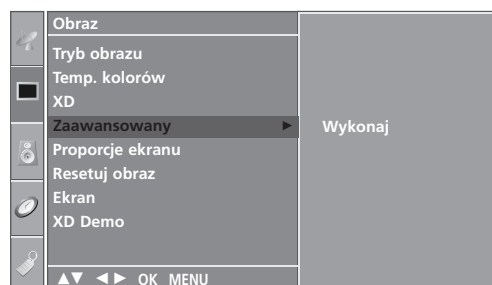 Obraz
Tryb obrazu
Temp. kolorów
XD
Zaawansowany ► Wykonaj
Proporcje ekranu
Resetuj obraz
Ekran
XD Demo
▲▼ ◄► OK MENU